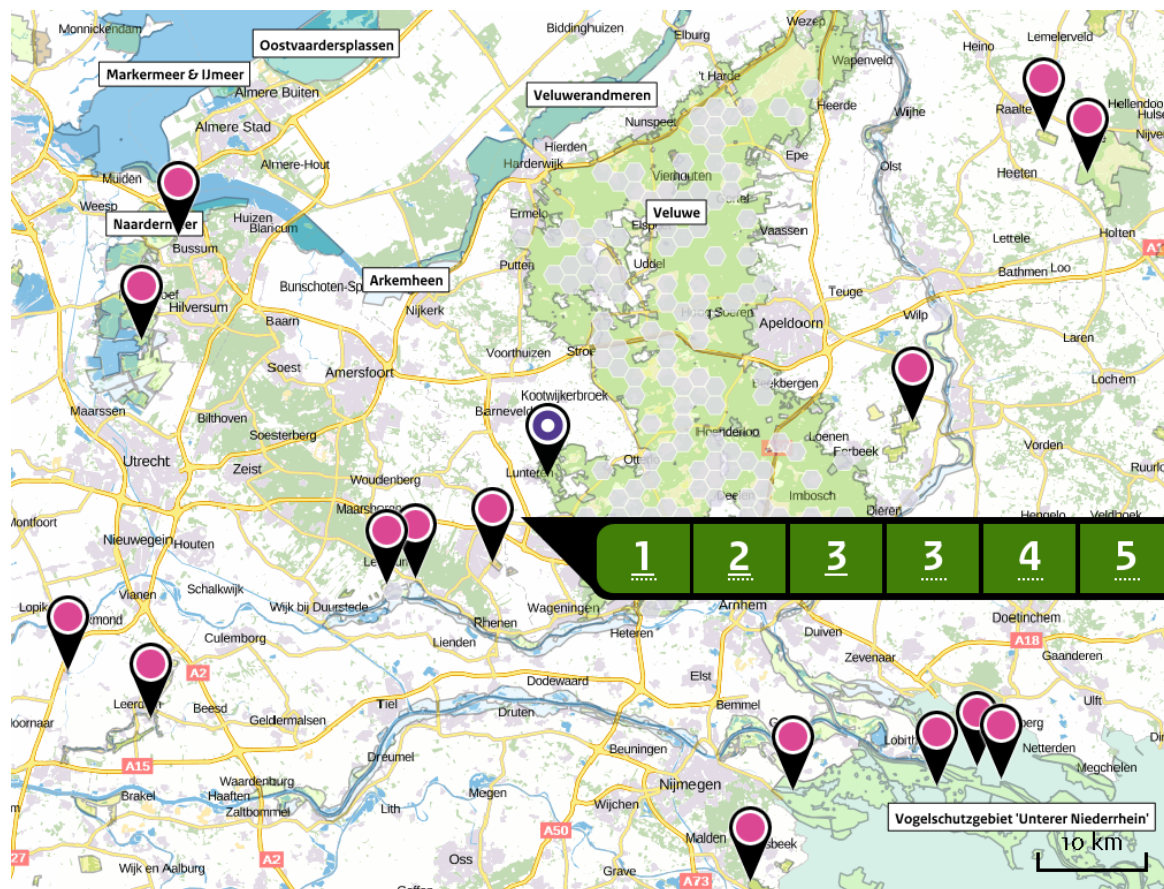 Monnickendam
Biddinghuizen
Wezep
Lemelerveld
Elburg
Heino
Oostvaardersplassen
Wapenveld
Markermeer & IJmeer
't Harde
Almere Buiten
Veluwerandmeren
Heerde
Raalte
Wijhe
Nunspeet
Almere Stad
Hierden
Epe
Harderwijk
Almere-Hout
Olst
Vierhouten
Heeten
Muiden
Weesp
Ermelo
Veluwe
Naardermeer
Huizen
Blaricum
Vaassen
Holten
Lettele
Bussum
Putten
Uddel
Bathmen
Loo
Arkemheen
Bunschoten-Sp
Teuge
Hilversum
Nijkerk
Wilp
Baarn
Apeldoorn
Laren
Voorthuizen
Stroe
Soest
Amersfoort
Lochem
Kootwijkerbroek
Maarssen
Barneveld
Bilthoven
Soesterberg
Hoenderloo
Loenen
Vorden
Utrecht
Zeist
Lunteren
Woudenberg
Imbosch
Dieren
Hengelo
Montfoort
Nieuwegein
Houten
1
2
3
3
4
5
Schalkwijk
Vianen
Wijk bij Duurstede
Wageningen
Arnhem
Doetinchem
Rhenen
Heteren
Duiven
A18
Culemborg
Lienden
Zevenaar
Gaanderen
A2
Dodewaard
Elst
Beesd
Tiel
Druten
Bemmel
Ulft
Geldermalsen
Beuningen
Netterden
Dreumel
A15
Megchelen
Waardenburg
Nijmegen
Brakel
Haaften
Megen
Lith
Zaltbommel
Wijchen
Vogelschutzgebiet 'Unterer Niederrhein'
A50
Malden
10 km
A2
Oss
Wijk en Aalburg
Grave
A73